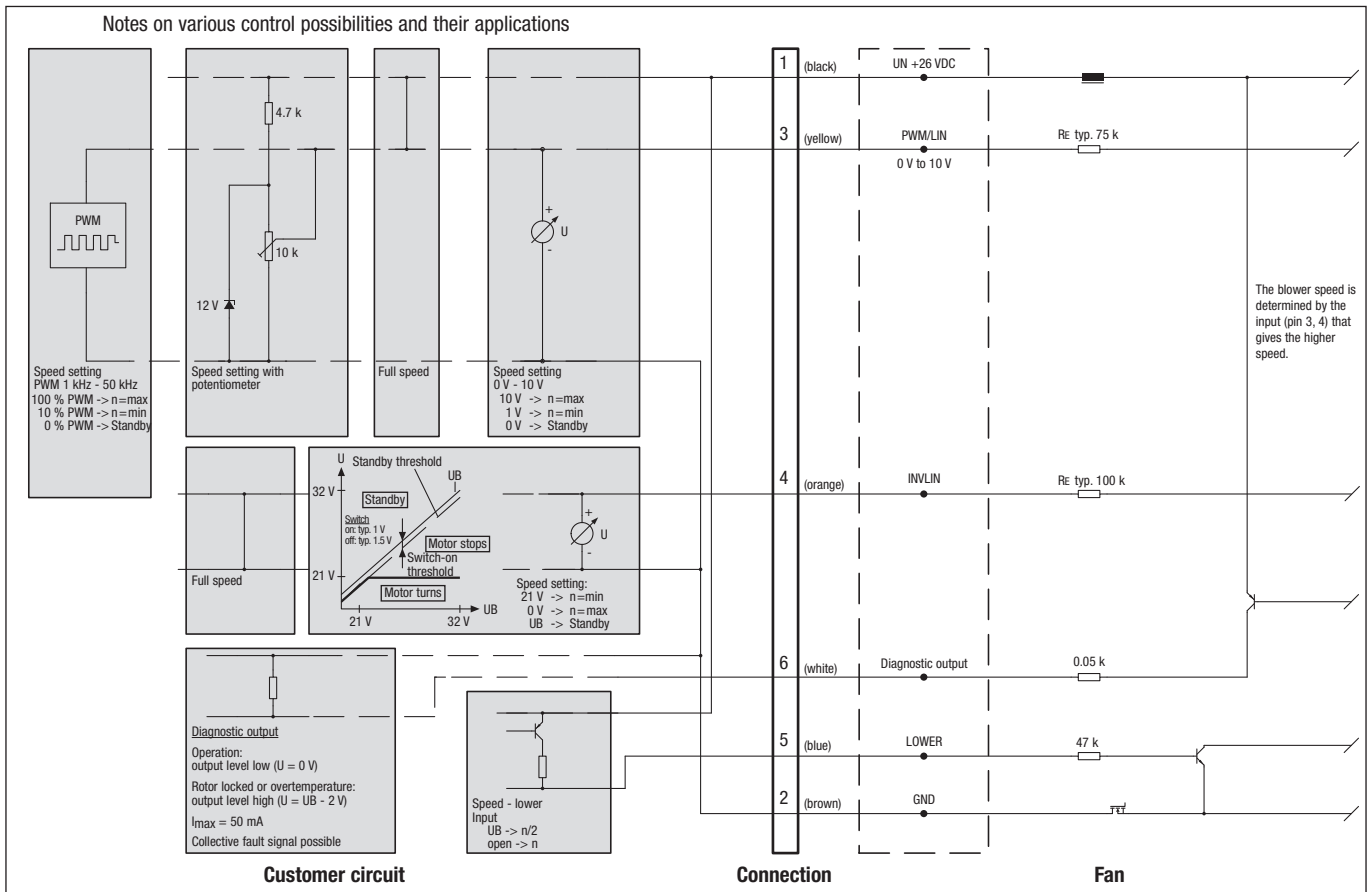 Notes on various control possibilities and their applications
PWM
Speed setting
PWM 1 kHz - 50 kHz
100 % PWM -> n=max
10 % PWM -> n=min
0 % PWM -> Standby
4.7 k
10 k
12 V
Speed setting with
potentiometer
Full speed
+
U
-
Speed setting
0 V - 10 V
10 V -> n=max
1 V -> n=min
0 V -> Standby
Full speed
U
Standby threshold
UB
32 V
Standby
Switch
on: typ. 1 V
off: typ. 1.5 V
Motor stops
Switch-on
threshold
21 V
Motor turns
UB
21 V
32 V
+
U
-
Speed setting:
21 V -> n=min
0 V -> n=max
UB -> Standby
Diagnostic output
Operation:
output level low (U = 0 V)
Rotor locked or overtemperature:
output level high (U = UB - 2 V)
Imax = 50 mA
Collective fault signal possible
Speed - lower
Input
UB -> n/2
open -> n
1 (black) UN +26 VDC
3 (yellow) PWM/LIN RE typ. 75 k
0 V to 10 V
The blower speed is
determined by the
input (pin 3, 4) that
gives the higher
speed.
4 (orange) INVLIN RE typ. 100 k
6 (white) Diagnostic output 0.05 k
5 (blue) LOWER 47 k
2 (brown) GND
Customer circuit Connection Fan